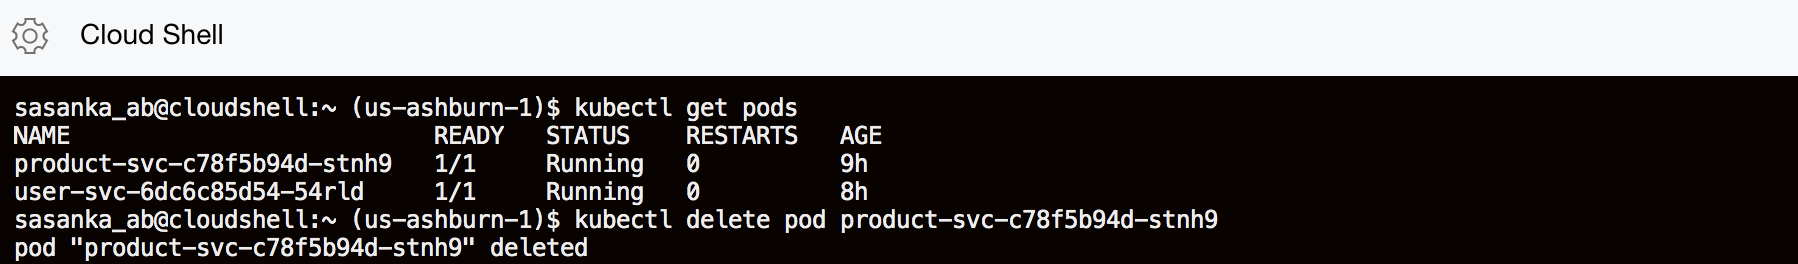 Cloud Shell
sasanka_ab@cloudshell:~ (us-ashburn-1)$ kubectl get pods
NAME                          READY   STATUS    RESTARTS   AGE
product-svc-c78f5b94d-stnh9   1/1     Running   0          9h
user-svc-6dc6c85d54-54rld     1/1     Running   0          8h
sasanka_ab@cloudshell:~ (us-ashburn-1)$ kubectl delete pod product-svc-c78f5b94d-stnh9
pod "product-svc-c78f5b94d-stnh9" deleted